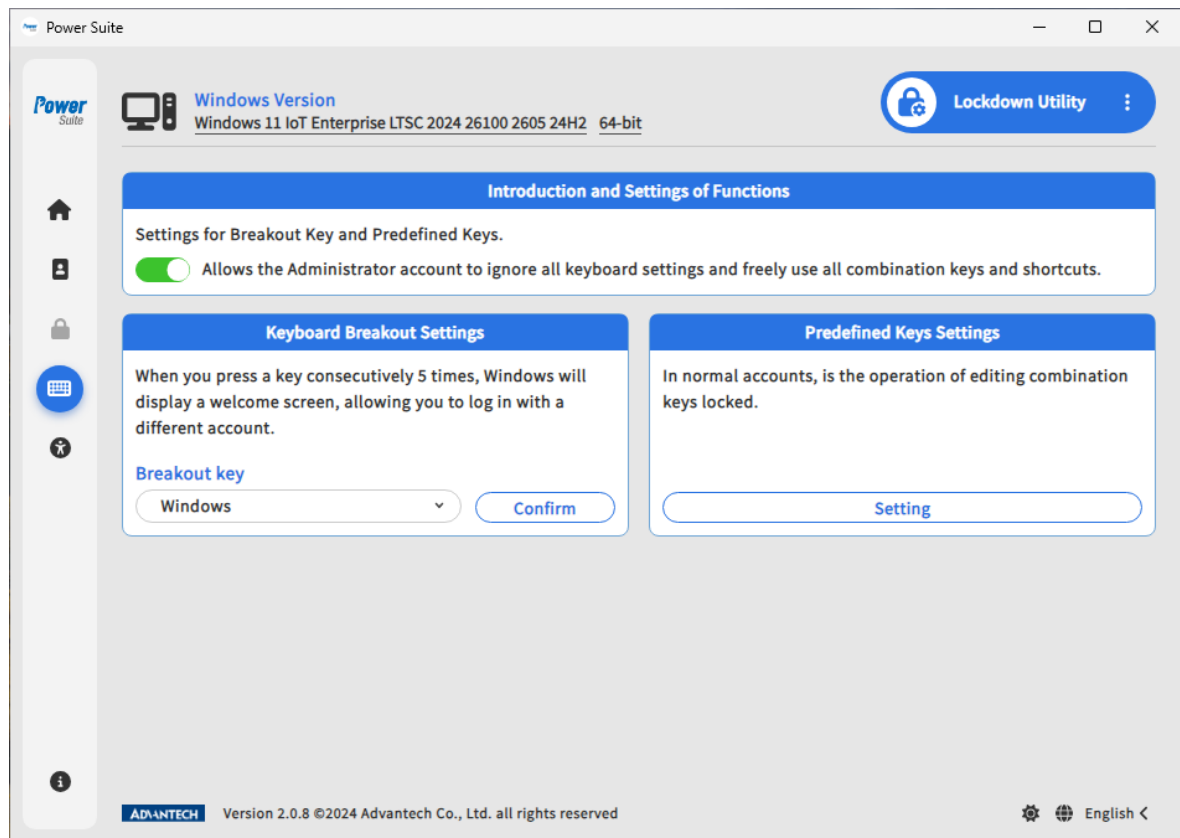 Power Suite
Power
Suite
Windows Version
Windows 11 IoT Enterprise LTSC 2024 26100 2605 24H2 64-bit
Lockdown Utility
Introduction and Settings of Functions
Settings for Breakout Key and Predefined Keys.
Allows the Administrator account to ignore all keyboard settings and freely use all combination keys and shortcuts.
Keyboard Breakout Settings
When you press a key consecutively 5 times, Windows will
display a welcome screen, allowing you to log in with a
different account.
Breakout key
Windows
Confirm
Predefined Keys Settings
In normal accounts, is the operation of editing combination
keys locked.
Setting
ADVANTECH Version 2.0.8 ©2024 Advantech Co., Ltd. all rights reserved
English